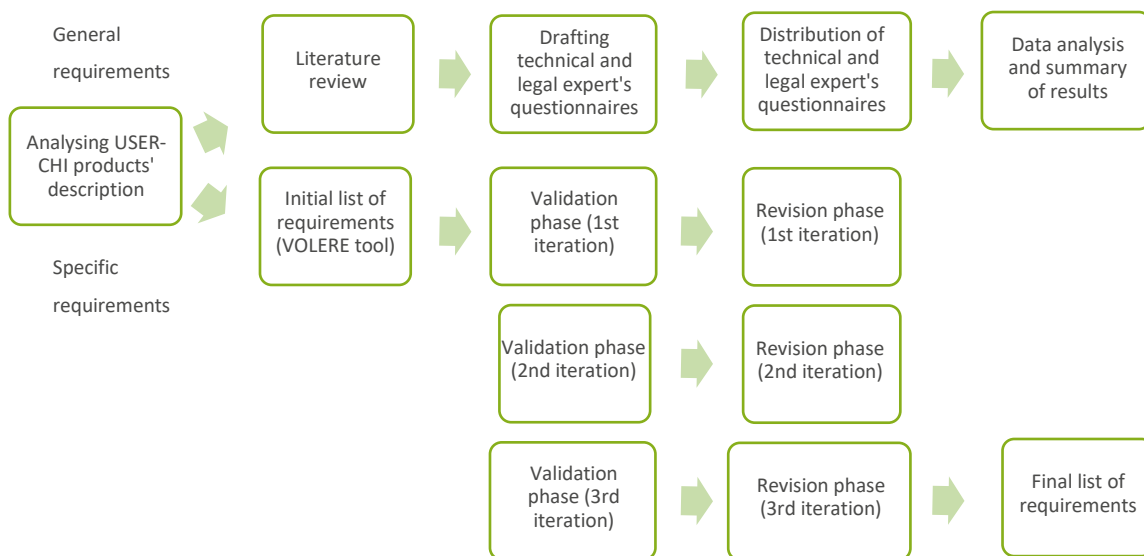 General
requirements
Literature
review
Drafting
technical and
legal expert's
questionnaires
Distribution of
technical and
legal expert's
questionnaires
Data analysis
and summary
of results
Analysing USER-
CHI products'
description
Initial list of
requirements
(VOLERE tool)
Validation
phase (1st
iteration)
Revision phase
(1st iteration)
Specific
requirements
Validation phase
(2nd iteration)
Revision phase
(2nd iteration)
Validation
phase (3rd
iteration)
Revision phase
(3rd iteration)
Final list of
requirements